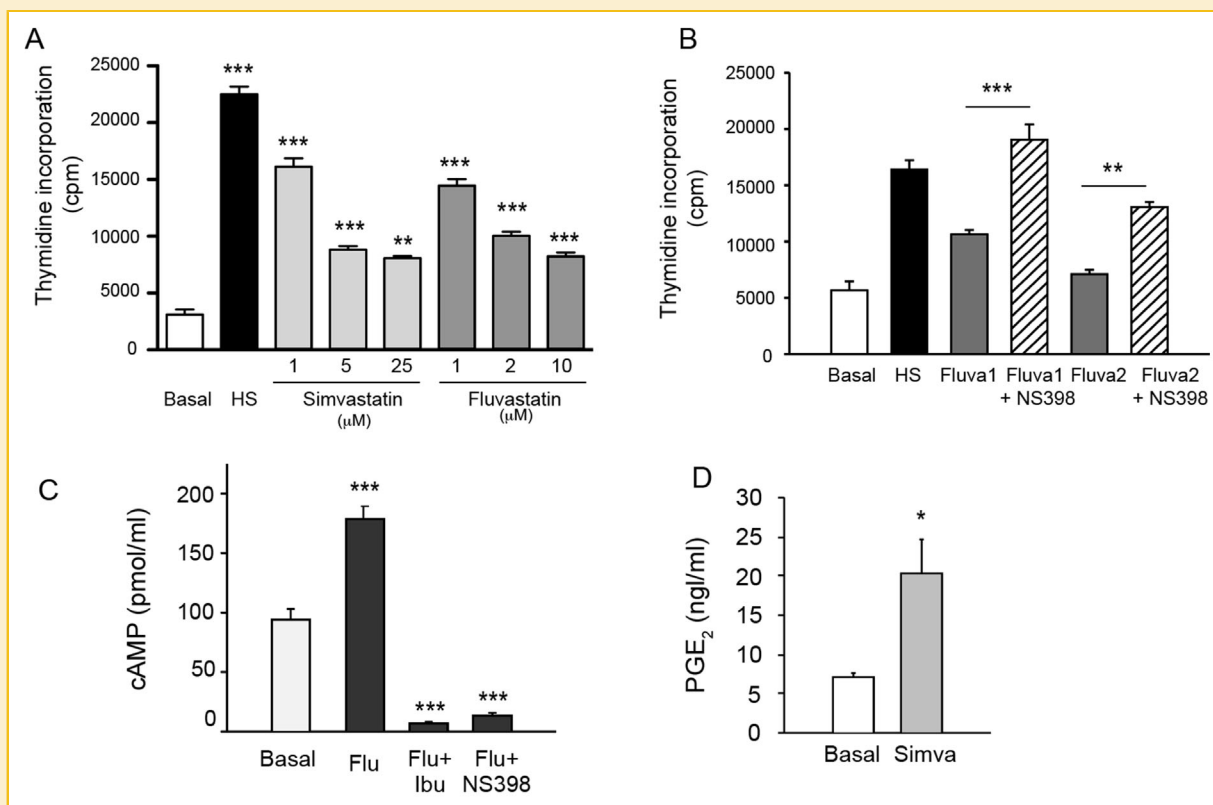 A
Thymidine incorporation
(cpm)
25000
20000
15000
10000
5000
0
***
***
***
**
***
***
***
1
5
25
1
2
10
Basal
HS
Simvastatin
(μM)
Fluvastatin
(μM)
B
Thymidine incorporation
(cpm)
25000
20000
15000
10000
5000
0
***
**
Basal
HS
Fluva1
Fluva1
+ NS398
Fluva2
Fluva2
+ NS398
C
cAMP (pmol/ml)
200
150
100
50
0
***
***
***
Basal
Flu
Flu+
Ibu
Flu+
NS398
D
PGE2 (ngl/ml)
30
25
20
15
10
5
0
*
Basal
Simva